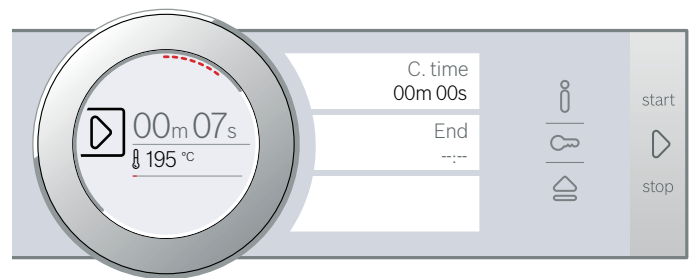 00m 07s
195 °C
C. time
00m 00s
End
--:--
start
stop